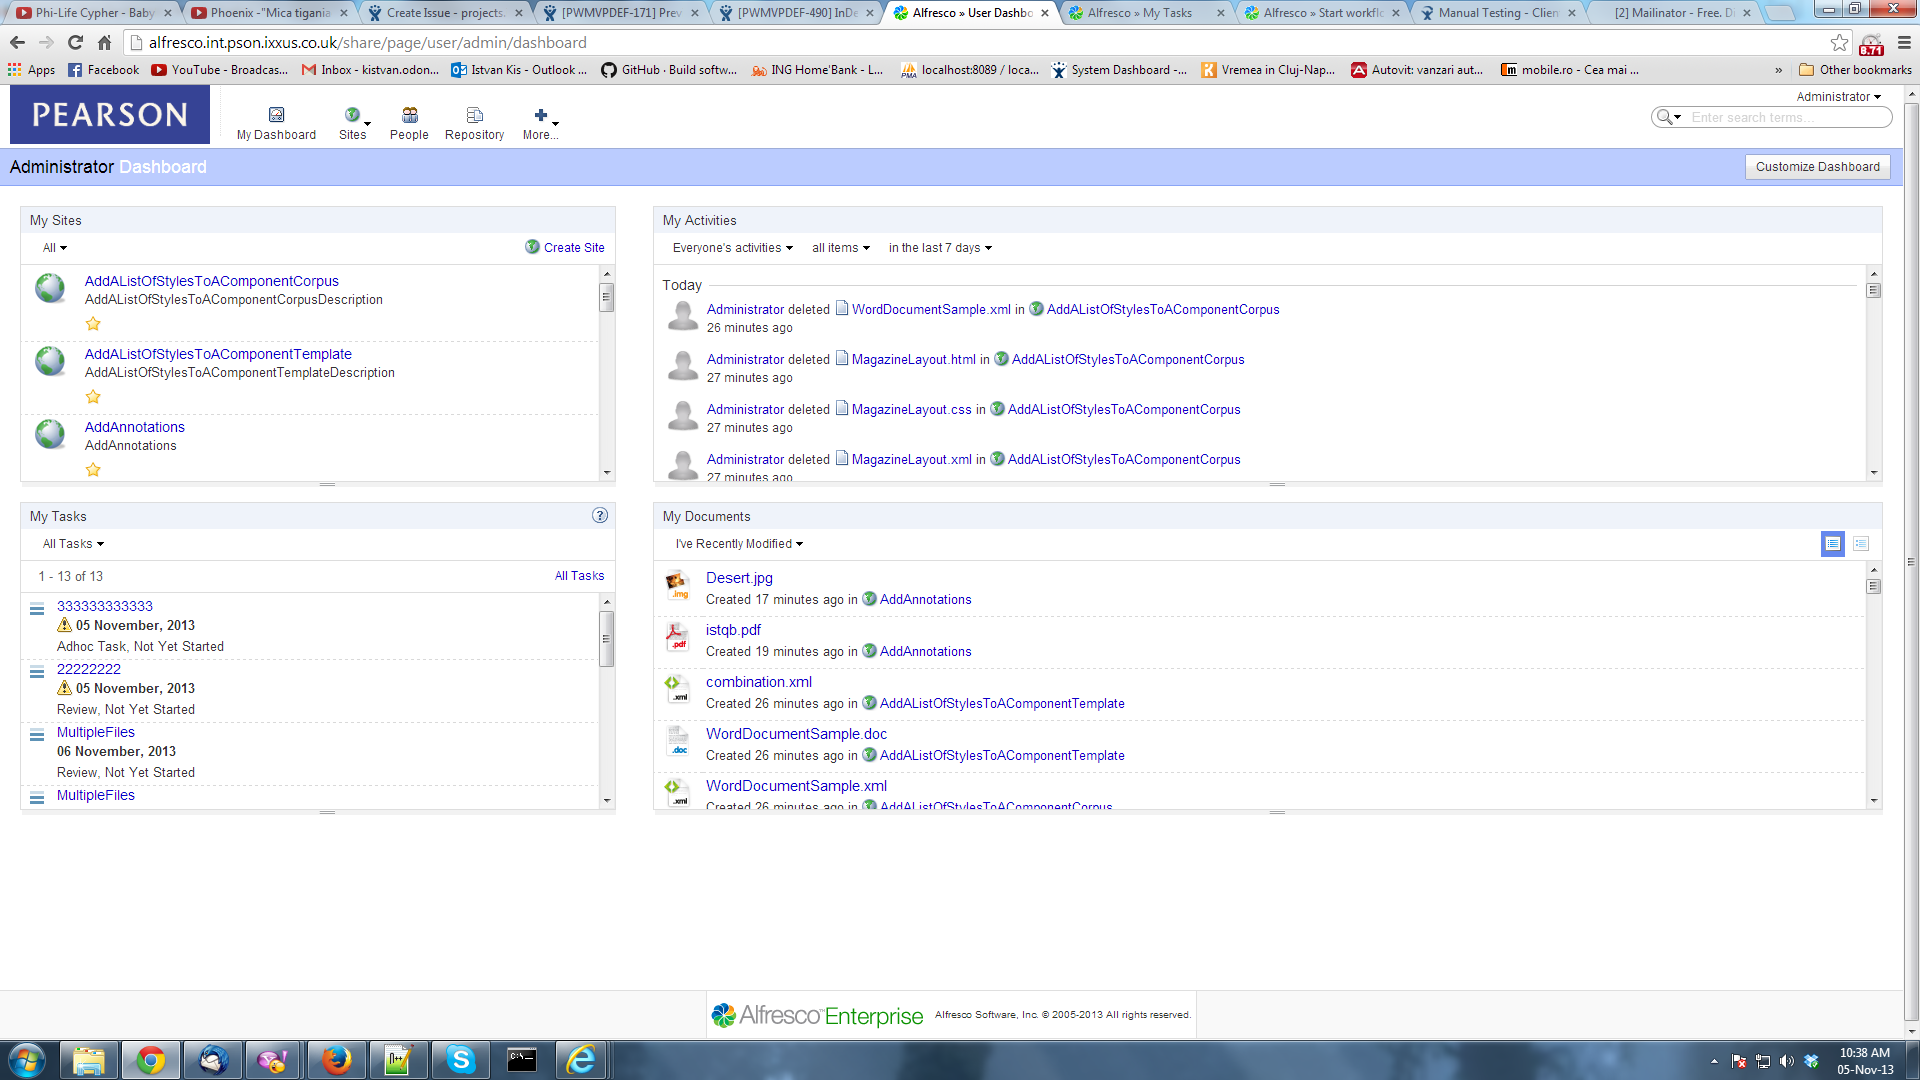 Phi-Life Cypher - Baby
Phoenix -"Mica tigania
Create Issue - projects.
[PWMVPDEF-171] Prev
[PWMVPDEF-490] InDe
Alfresco » User Dashbo
Alfresco » My Tasks
Alfresco » Start workflo
Manual Testing - Clien
[2] Mailinator - Free. Di
alfresco.int.pson.ixxus.co.uk/share/page/user/admin/dashboard
8.71
Apps
Facebook
YouTube - Broadcas...
Inbox - kistvan.odon...
Istvan Kis - Outlook ...
GitHub · Build softw...
ING Home'Bank - L...
localhost:8089 / loca...
System Dashboard -...
Vremea in Cluj-Nap...
Autovit: vanzari aut...
mobile.ro - Cea mai ...
»
Other bookmarks
PEARSON
My Dashboard
Sites
People
Repository
More...
Administrator
Enter search terms...
Administrator Dashboard
Customize Dashboard
My Sites
All
Create Site
AddAListOfStylesToAComponentCorpus
AddAListOfStylesToAComponentCorpusDescription
AddAListOfStylesToAComponentTemplate
AddAListOfStylesToAComponentTemplateDescription
AddAnnotations
AddAnnotations
My Activities
Everyone's activities
all items
in the last 7 days
Today
Administrator deleted WordDocumentSample.xml in AddAListOfStylesToAComponentCorpus
26 minutes ago
Administrator deleted MagazineLayout.html in AddAListOfStylesToAComponentCorpus
27 minutes ago
Administrator deleted MagazineLayout.css in AddAListOfStylesToAComponentCorpus
27 minutes ago
Administrator deleted MagazineLayout.xml in AddAListOfStylesToAComponentCorpus
27 minutes ago
My Tasks
?
All Tasks
1 - 13 of 13
All Tasks
333333333333
05 November, 2013
Adhoc Task, Not Yet Started
22222222
05 November, 2013
Review, Not Yet Started
MultipleFiles
06 November, 2013
Review, Not Yet Started
MultipleFiles
My Documents
I've Recently Modified
Desert.jpg
.img
Created 17 minutes ago in AddAnnotations
istqb.pdf
.pdf
Created 19 minutes ago in AddAnnotations
combination.xml
.xml
Created 26 minutes ago in AddAListOfStylesToAComponentTemplate
WordDocumentSample.doc
.doc
Created 26 minutes ago in AddAListOfStylesToAComponentTemplate
WordDocumentSample.xml
.xml
Created 26 minutes ago in AddAListOfStylesToAComponentCorpus
Alfresco™ Enterprise
Alfresco Software, Inc. © 2005-2013 All rights reserved.
10:38 AM
05-Nov-13